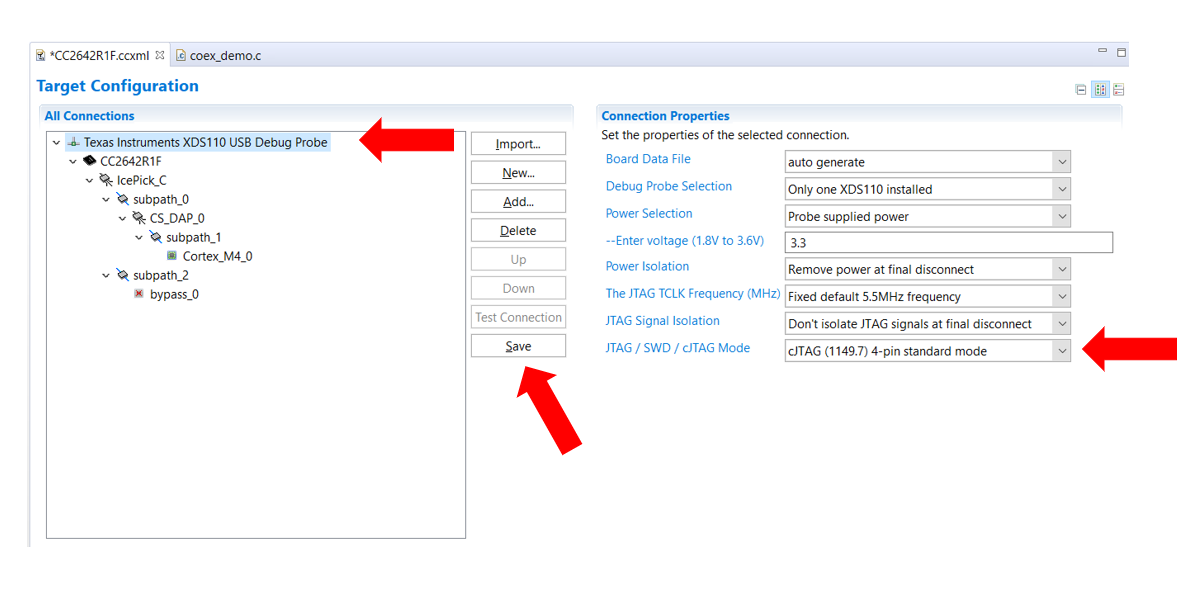 *CC2642R1F.ccxml
coex_demo.c
Target Configuration
All Connections
Texas Instruments XDS110 USB Debug Probe
CC2642R1F
IcePick_C
subpath_0
CS_DAP_0
subpath_1
Cortex_M4_0
subpath_2
bypass_0
Import...
New...
Add...
Delete
Up
Down
Test Connection
Save
Connection Properties
Set the properties of the selected connection.
Board Data File auto generate
Debug Probe Selection Only one XDS110 installed
Power Selection Probe supplied power
--Enter voltage (1.8V to 3.6V) 3.3
Power Isolation Remove power at final disconnect
The JTAG TCLK Frequency (MHz) Fixed default 5.5MHz frequency
JTAG Signal Isolation Don't isolate JTAG signals at final disconnect
JTAG / SWD / cJTAG Mode cJTAG (1149.7) 4-pin standard mode